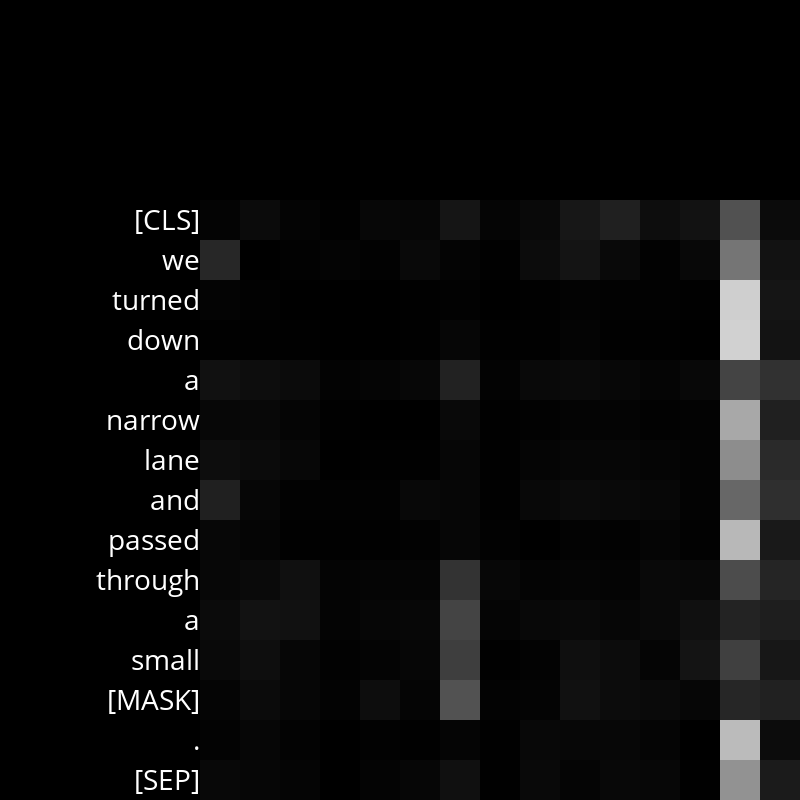 [CLS]
we
turned
down
a
narrow
lane
and
passed
through
a
small
[MASK]
.
[SEP]